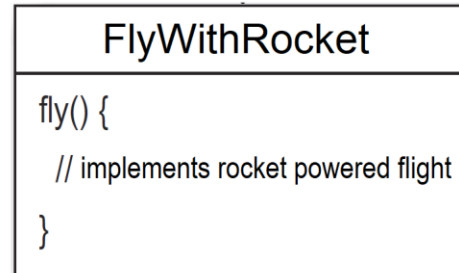 FlyWithRocket
fly() {
// implements rocket powered flight
}